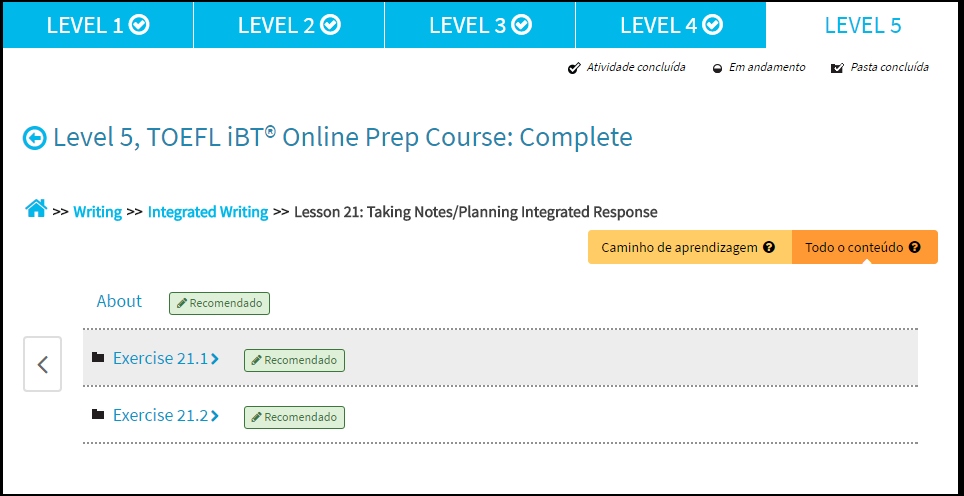 LEVEL 1 LEVEL 2 LEVEL 3 LEVEL 4 LEVEL 5
Atividade concluída Em andamento Pasta concluída
Level 5, TOEFL iBT® Online Prep Course: Complete
>> Writing >> Integrated Writing >> Lesson 21: Taking Notes/Planning Integrated Response
Caminho de aprendizagem ? Todo o conteúdo ?
About Recomendado
Exercise 21.1 Recomendado
Exercise 21.2 Recomendado